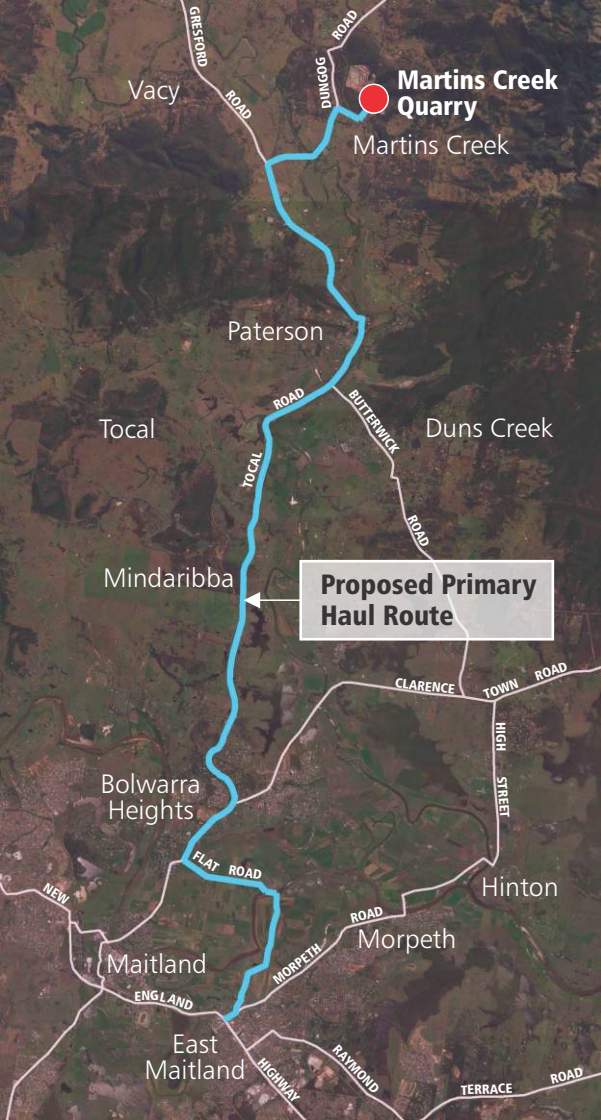 GRESFORD
ROAD
DUNGOG
ROAD
Vacy
Martins Creek
Quarry
Martins Creek
Paterson
ROAD
TOCAL
BUTTERWICK
ROAD
Tocal
Duns Creek
Mindaribba
Proposed Primary
Haul Route
CLARENCE
TOWN
ROAD
HIGH
STREET
Bolwarra
Heights
FLAT ROAD
Hinton
NEW
ROAD
Morpeth
MORPETH
Maitland
ENGLAND
East
Maitland
HIGHWAY
RAYMOND
TERRACE
ROAD